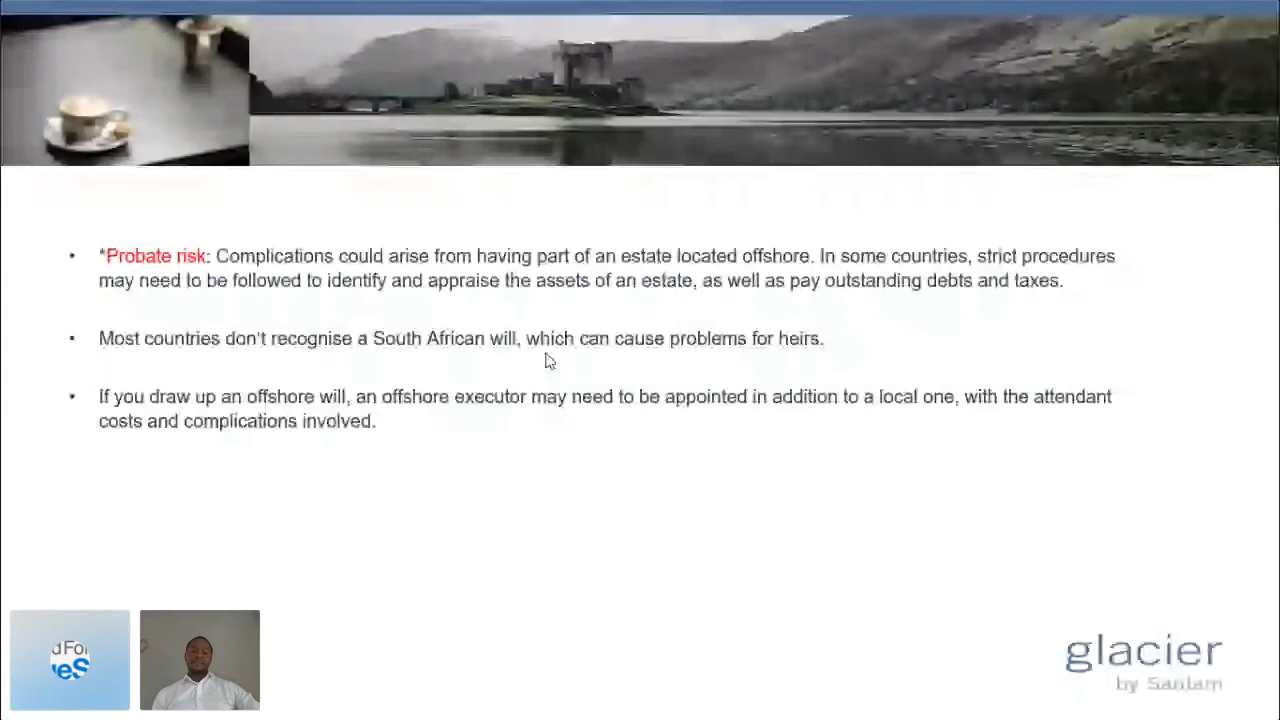 • *Probate risk: Complications could arise from having part of an estate located offshore. In some countries, strict procedures
may need to be followed to identify and appraise the assets of an estate, as well as pay outstanding debts and taxes.
• Most countries don't recognise a South African will, which can cause problems for heirs.
• If you draw up an offshore will, an offshore executor may need to be appointed in addition to a local one, with the attendant
costs and complications involved.
dFor
eS
glacier
by Sanlam